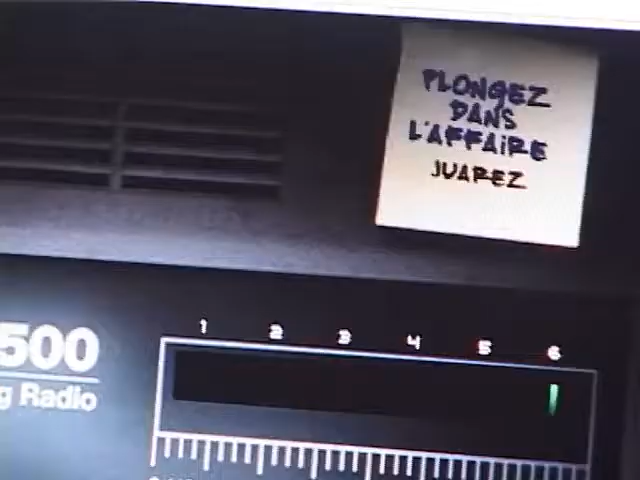 PLONGEZ
DANS
L'AFFAIRE
JUAREZ
1 2 3 4 5 6
500
g Radio